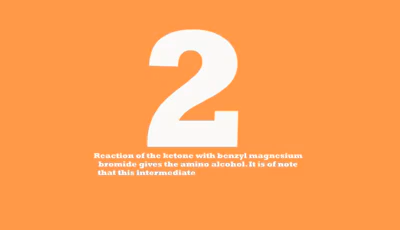 2
Reaction of the ketone with benzyl magnesium
bromide gives the amino alcohol. It is of note
that this intermediate